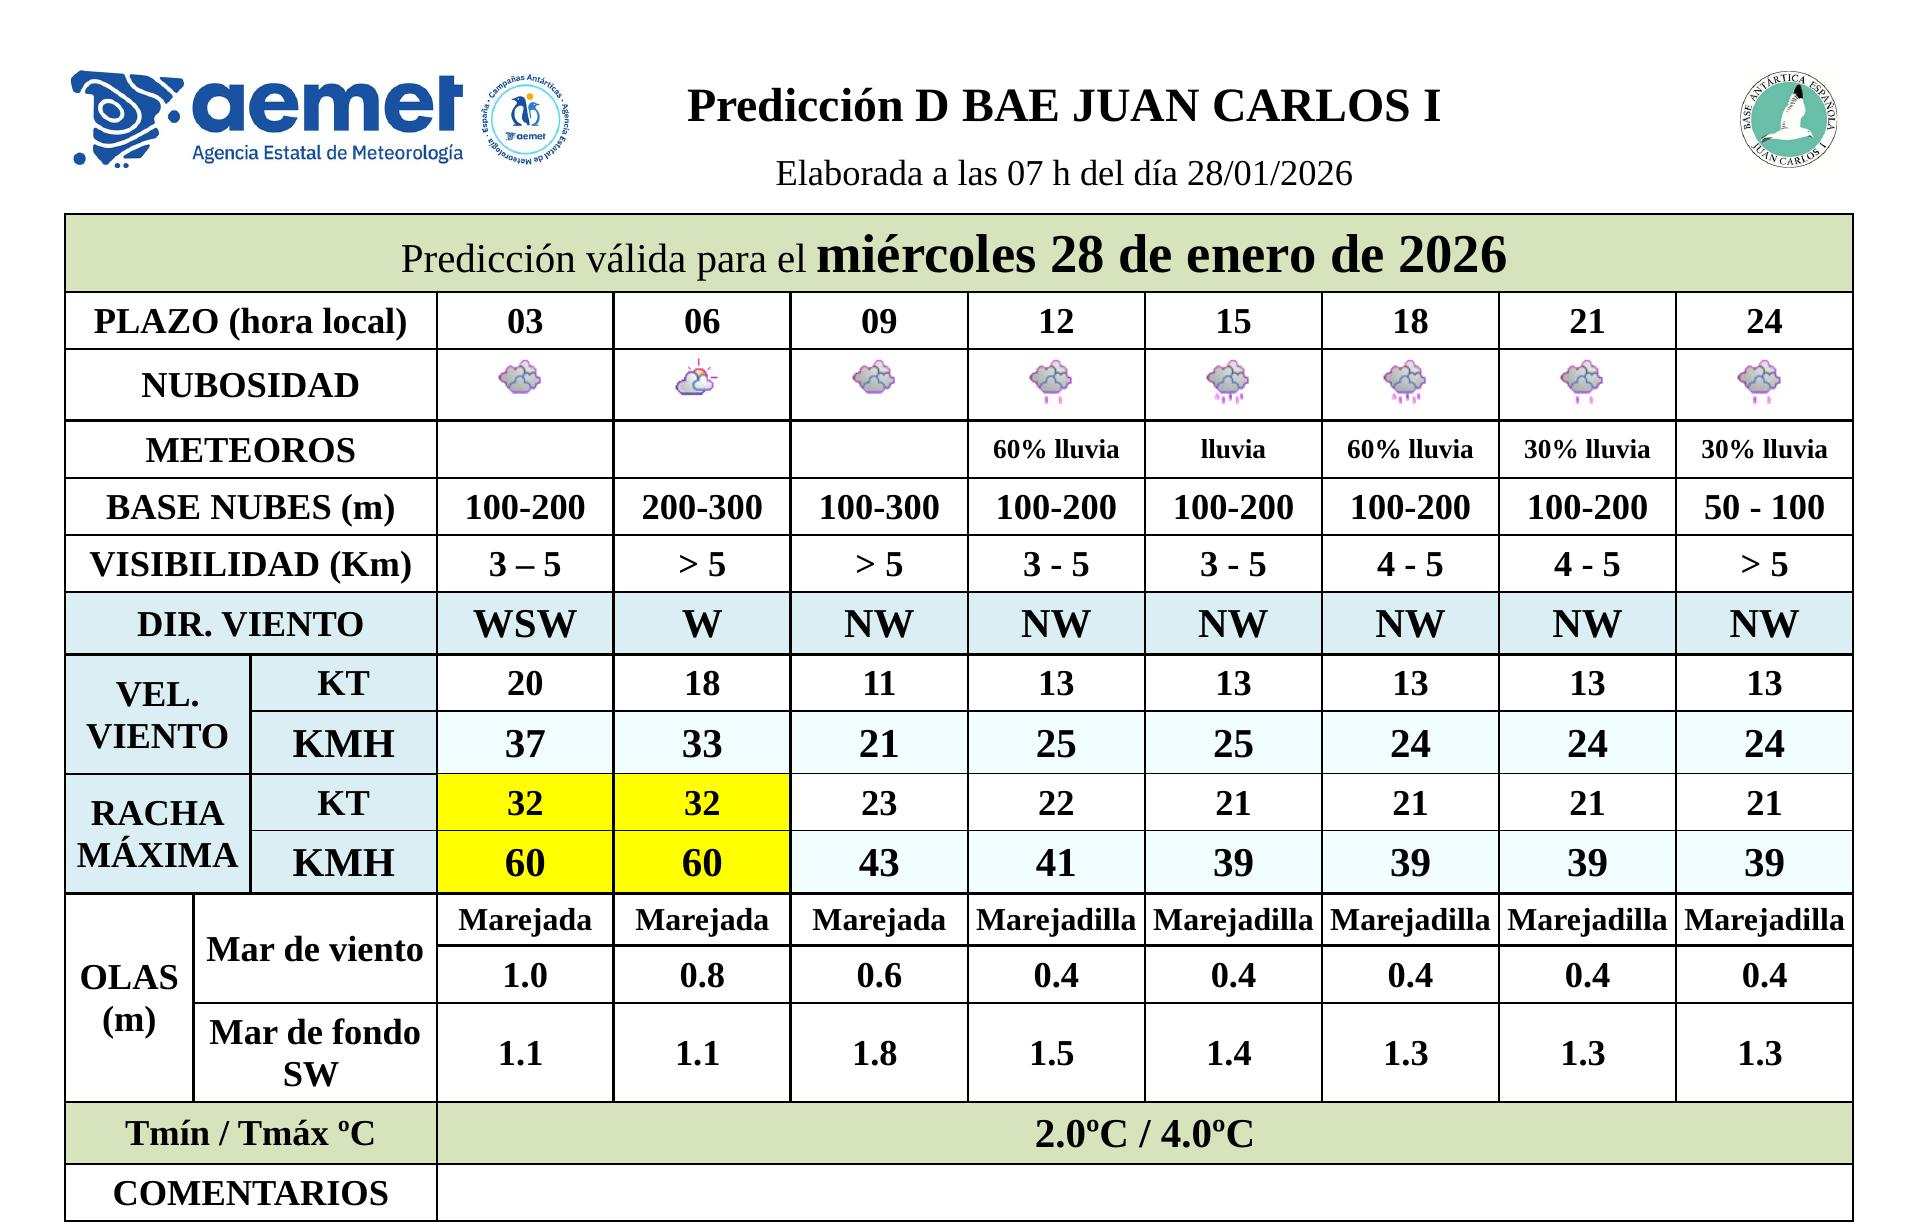 aemet
Agencia Estatal de Meteorología
Campañas Antárticas · Agencia Estatal de Meteorología · España ·
aemet
Predicción D BAE JUAN CARLOS I
Elaborada a las 07 h del día 28/01/2026
BASE ANTÁRTICA ESPAÑOLA
JUAN CARLOS I
Predicción válida para el miércoles 28 de enero de 2026
PLAZO (hora local) 03 06 09 12 15 18 21 24
NUBOSIDAD
METEOROS 60% lluvia lluvia 60% lluvia 30% lluvia 30% lluvia
BASE NUBES (m) 100-200 200-300 100-300 100-200 100-200 100-200 100-200 50 - 100
VISIBILIDAD (Km) 3 – 5 > 5 > 5 3 - 5 3 - 5 4 - 5 4 - 5 > 5
DIR. VIENTO WSW W NW NW NW NW NW NW
VEL.
VIENTO
KT 20 18 11 13 13 13 13 13
KMH 37 33 21 25 25 24 24 24
RACHA
MÁXIMA
KT 32 32 23 22 21 21 21 21
KMH 60 60 43 41 39 39 39 39
OLAS
(m)
Mar de viento
Marejada Marejada Marejada Marejadilla Marejadilla Marejadilla Marejadilla Marejadilla
1.0 0.8 0.6 0.4 0.4 0.4 0.4 0.4
Mar de fondo
SW
1.1 1.1 1.8 1.5 1.4 1.3 1.3 1.3
Tmín / Tmáx ºC 2.0ºC / 4.0ºC
COMENTARIOS